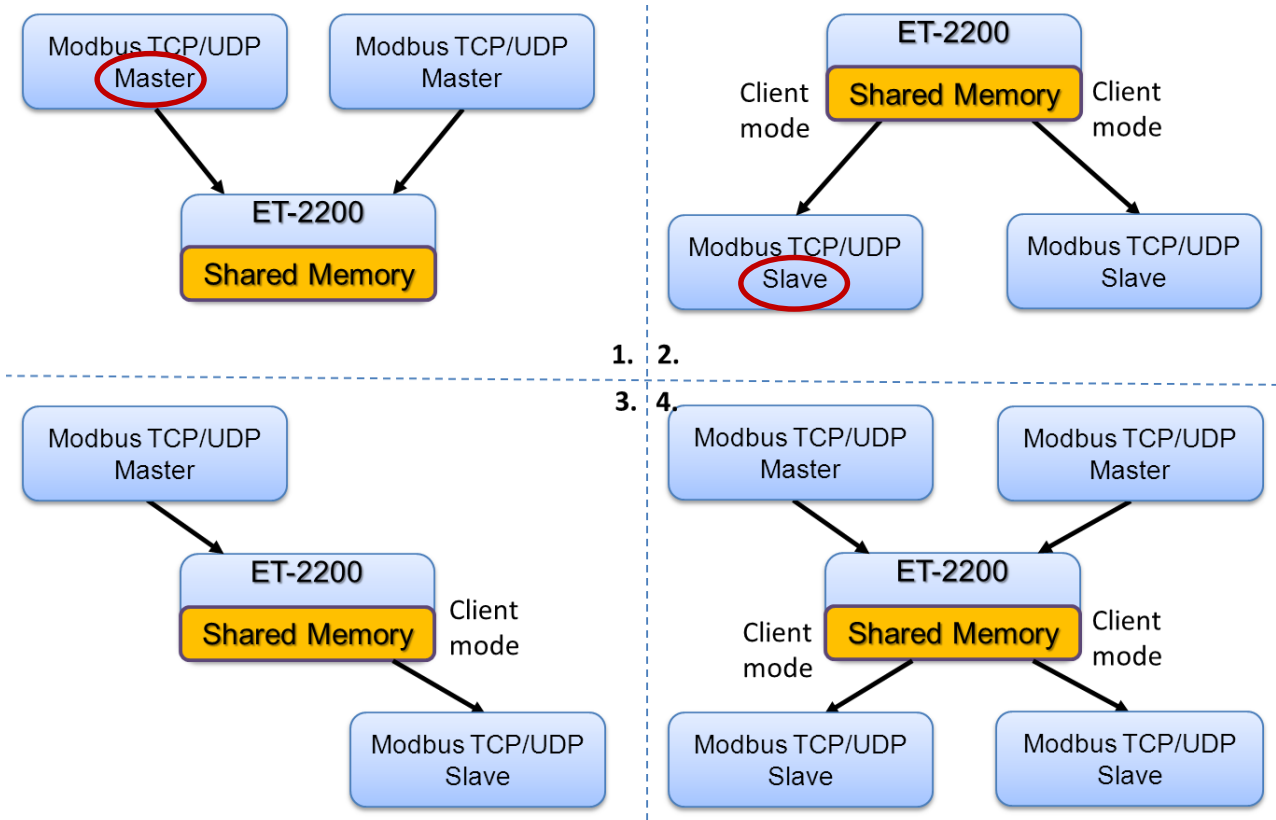 Modbus TCP/UDP
Master
Modbus TCP/UDP
Master
ET-2200
Shared Memory
1.
ET-2200
Shared Memory
Client
mode
Client
mode
Modbus TCP/UDP
Slave
Modbus TCP/UDP
Slave
2.
3.
Modbus TCP/UDP
Master
ET-2200
Shared Memory
Client
mode
Modbus TCP/UDP
Slave
4.
Modbus TCP/UDP
Master
Modbus TCP/UDP
Master
ET-2200
Shared Memory
Client
mode
Client
mode
Modbus TCP/UDP
Slave
Modbus TCP/UDP
Slave